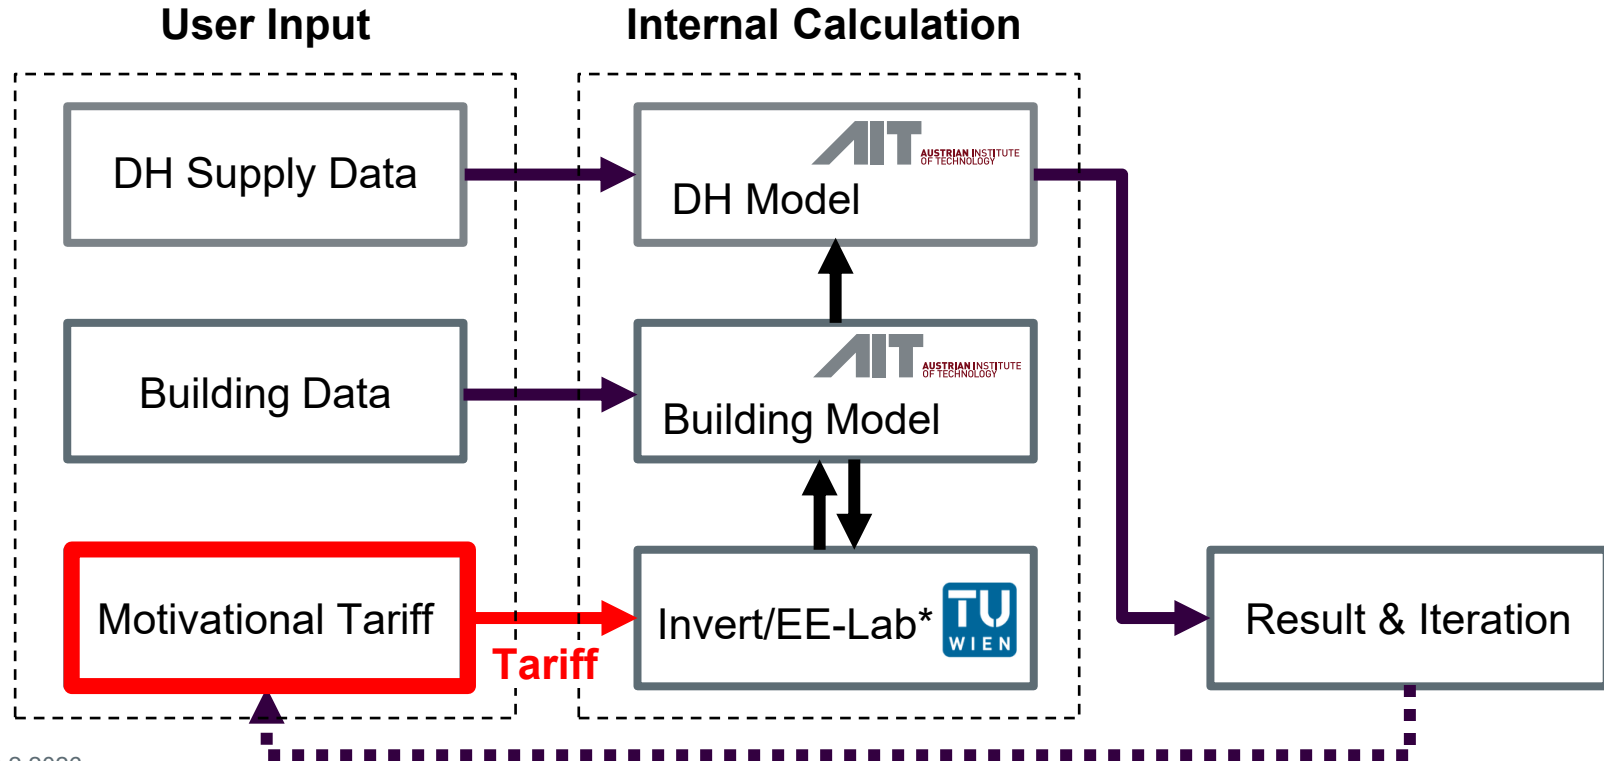 User Input
Internal Calculation
DH Supply Data
AIT
AUSTRIAN INSTITUTE
OF TECHNOLOGY
DH Model
Building Data
AIT
AUSTRIAN INSTITUTE
OF TECHNOLOGY
Building Model
Motivational Tariff
Tariff
Invert/EE-Lab*
TU
WIEN
Result & Iteration